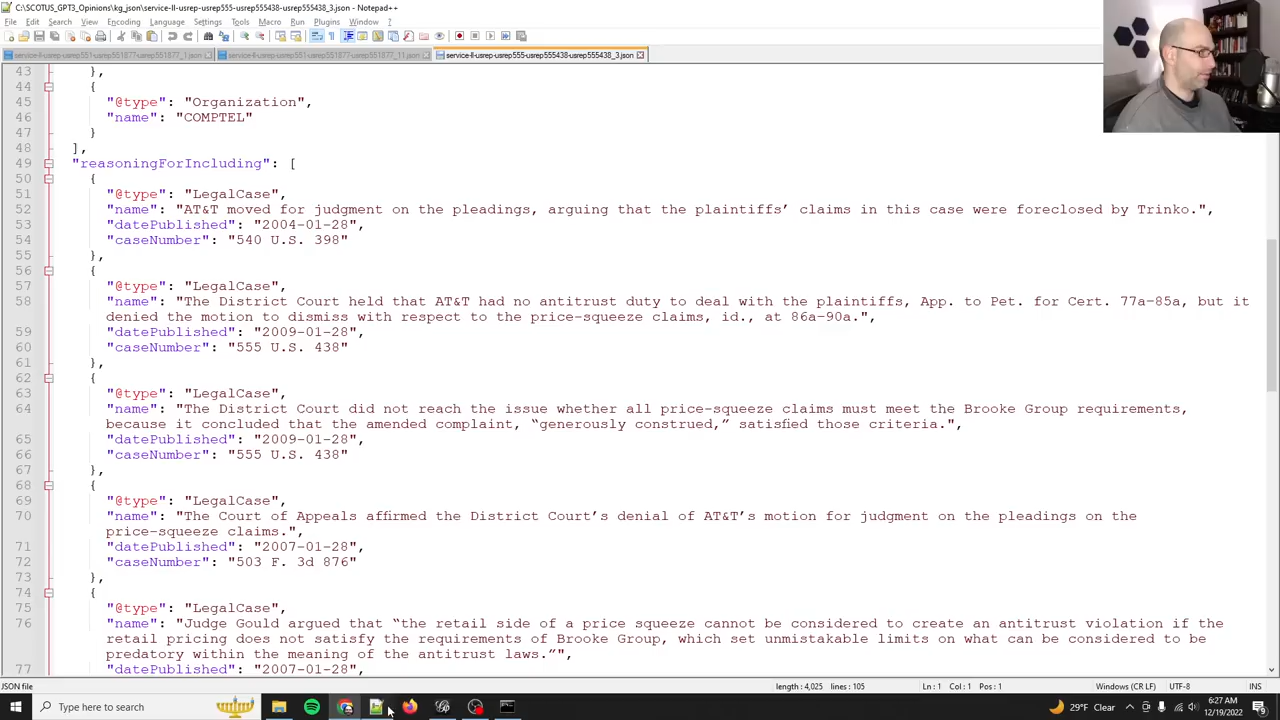 C:\SCOTUS_GPT3_Opinions\kg_json\service-ll-usrep-usrep555-usrep555438-usrep555438_3.json - Notepad++
File Edit Search View Encoding Language Settings Tools Macro Run Plugins Window ?
service-ll-usrep-usrep551-usrep551877-usrep551877_1.json service-ll-usrep-usrep551-usrep551877-usrep551877_11.json service-ll-usrep-usrep555-usrep555438-usrep555438_3.json
43 },
44 {
45 "@type": "Organization",
46 "name": "COMPTEL"
47 }
48 ],
49 "reasoningForIncluding": [
50 {
51 "@type": "LegalCase",
52 "name": "AT&T moved for judgment on the pleadings, arguing that the plaintiffs’ claims in this case were foreclosed by Trinko.",
53 "datePublished": "2004-01-28",
54 "caseNumber": "540 U.S. 398"
55 },
56 {
57 "@type": "LegalCase",
58 "name": "The District Court held that AT&T had no antitrust duty to deal with the plaintiffs, App. to Pet. for Cert. 77a–85a, but it
denied the motion to dismiss with respect to the price-squeeze claims, id., at 86a–90a.",
59 "datePublished": "2009-01-28",
60 "caseNumber": "555 U.S. 438"
61 },
62 {
63 "@type": "LegalCase",
64 "name": "The District Court did not reach the issue whether all price-squeeze claims must meet the Brooke Group requirements,
because it concluded that the amended complaint, “generously construed,” satisfied those criteria.",
65 "datePublished": "2009-01-28",
66 "caseNumber": "555 U.S. 438"
67 },
68 {
69 "@type": "LegalCase",
70 "name": "The Court of Appeals affirmed the District Court’s denial of AT&T’s motion for judgment on the pleadings on the
price-squeeze claims.",
71 "datePublished": "2007-01-28",
72 "caseNumber": "503 F. 3d 876"
73 },
74 {
75 "@type": "LegalCase",
76 "name": "Judge Gould argued that “the retail side of a price squeeze cannot be considered to create an antitrust violation if the
retail pricing does not satisfy the requirements of Brooke Group, which set unmistakable limits on what can be considered to be
predatory within the meaning of the antitrust laws.”",
77 "datePublished": "2007-01-28",
JSON file length : 4,025 lines : 105 Ln : 1 Col : 1 Pos : 1 Windows (CR LF) UTF-8 INS
Type here to search 29°F Clear 6:27 AM
12/19/2022